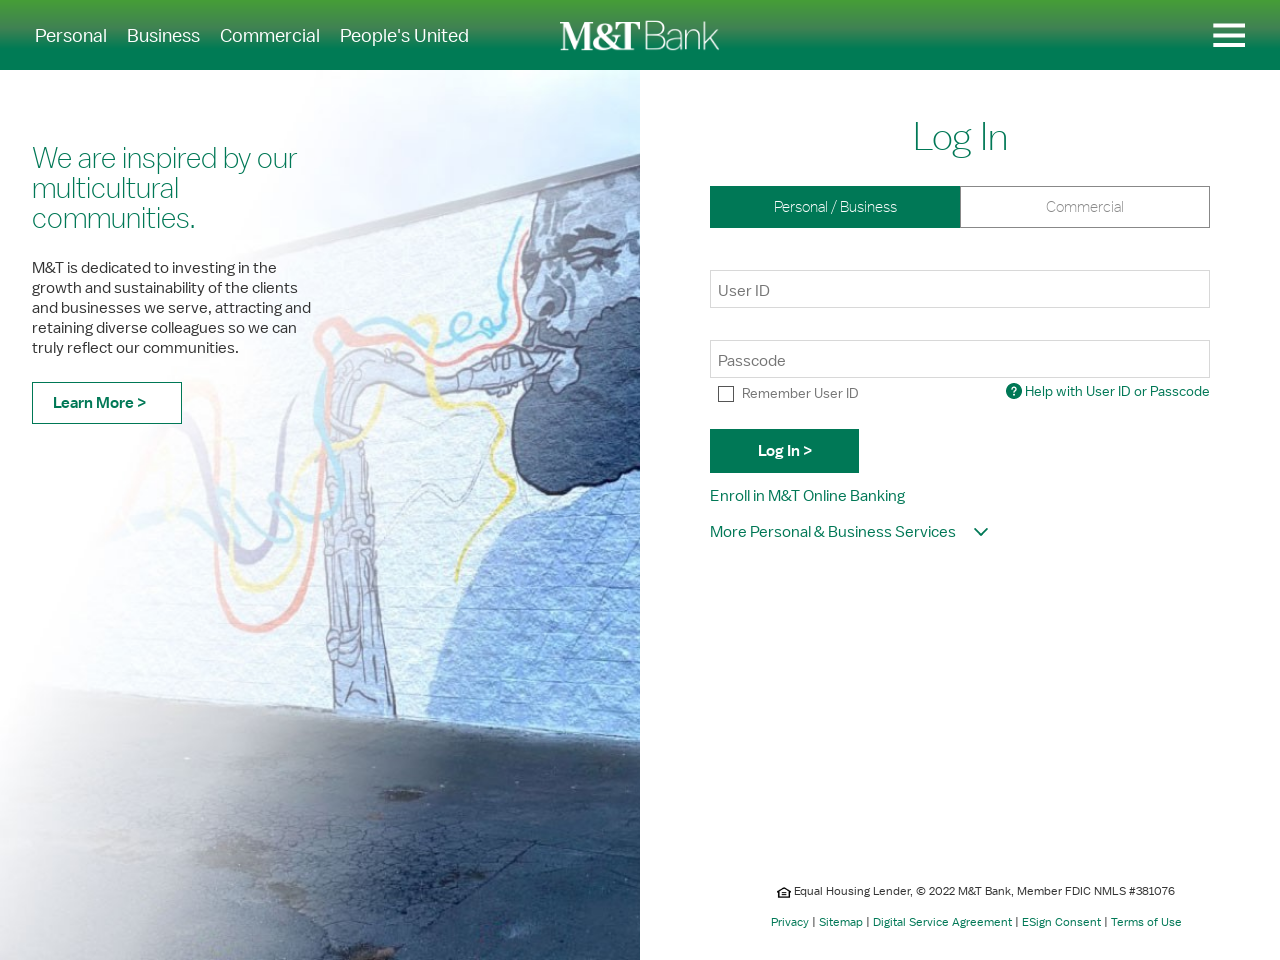 Personal Business Commercial People's United
M&T Bank
We are inspired by our
multicultural
communities.
M&T is dedicated to investing in the
growth and sustainability of the clients
and businesses we serve, attracting and
retaining diverse colleagues so we can
truly reflect our communities.
Learn More >
Log In
Personal / Business
Commercial
User ID
Passcode
Remember User ID
? Help with User ID or Passcode
Log In >
Enroll in M&T Online Banking
More Personal & Business Services
Equal Housing Lender, © 2022 M&T Bank, Member FDIC NMLS #381076
Privacy | Sitemap | Digital Service Agreement | ESign Consent | Terms of Use